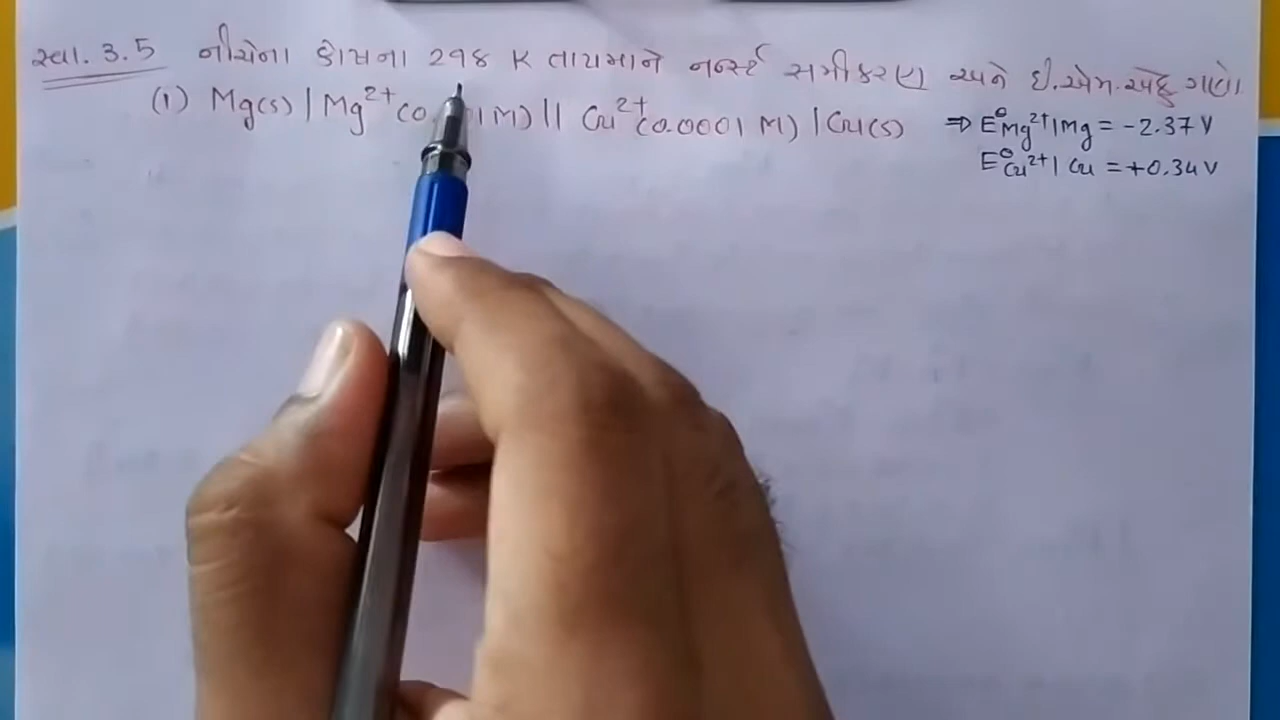 સ્વા. 3.5 નીચેના કોષના 298 K તાપમાને નર્ન્સ્ટ સમીકરણ અને ઈ.એમ.એફ ગણો
(1) Mg(s) | Mg²⁺(0. 1M) || Cu²⁺(0.0001 M) | Cu(s) ⇒ E⊖Mg²⁺|Mg = -2.37 V
E⊖Cu²⁺|Cu = +0.34 V